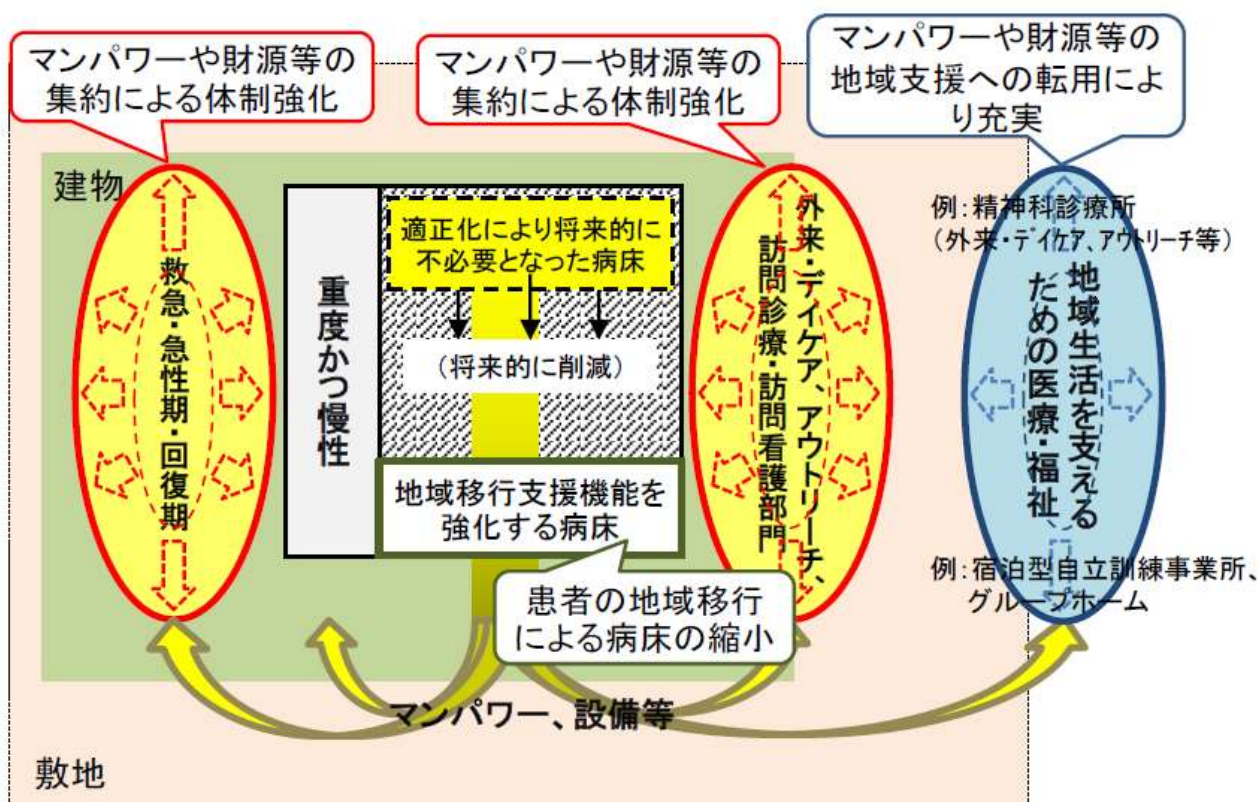 マンパワーや財源等の
集約による体制強化
マンパワーや財源等の
集約による体制強化
マンパワーや財源等の
地域支援への転用によ
り充実
建物
救急・急性期・回復期
重度かつ慢性
適正化により将来的に
不必要となった病床
（将来的に削減）
地域移行支援機能を
強化する病床
患者の地域移行
による病床の縮小
外来・デイケア、アウトリーチ、
訪問診療・訪問看護部門
例：精神科診療所
（外来・デイケア、アウトリーチ等）
地域生活を支える
ための医療・福祉
例：宿泊型自立訓練事業所、
グループホーム
マンパワー、設備等
敷地